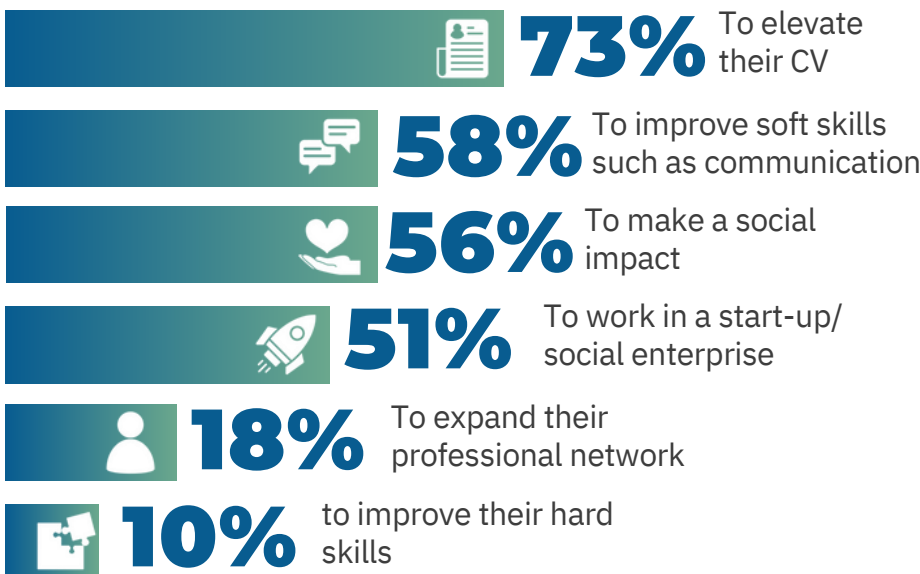 73% To elevate
their CV
58% To improve soft skills
such as communication
56% To make a social
impact
51% To work in a start-up/
social enterprise
18% To expand their
professional network
10% to improve their hard
skills